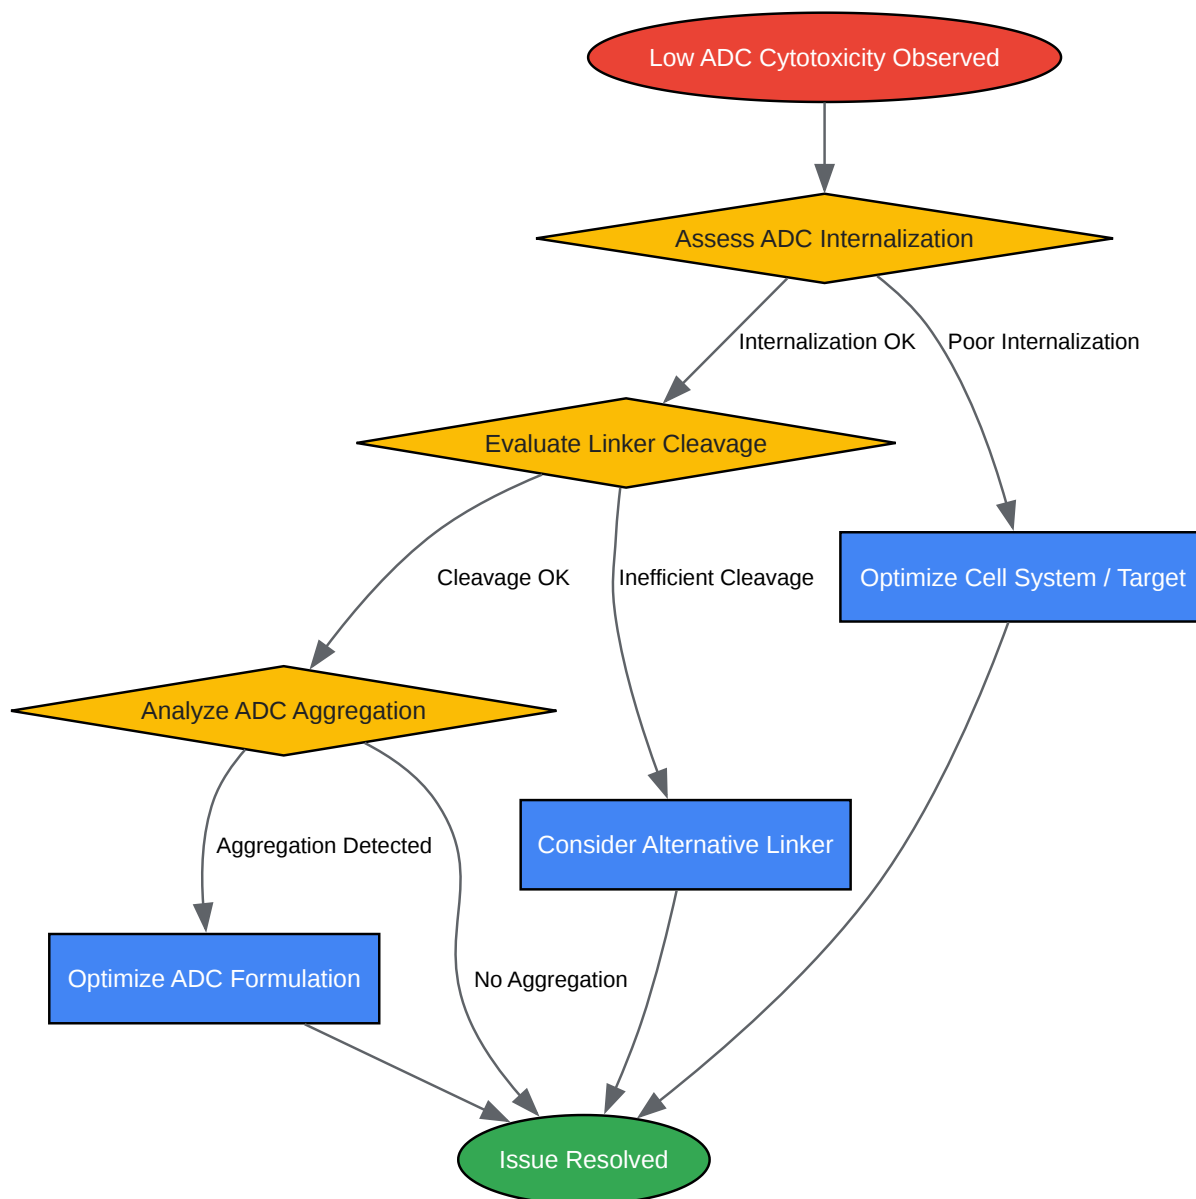 Low ADC Cytotoxicity Observed
Assess ADC Internalization
Internalization OK
Poor Internalization
Evaluate Linker Cleavage
Cleavage OK
Inefficient Cleavage
Optimize Cell System / Target
Analyze ADC Aggregation
Aggregation Detected
Consider Alternative Linker
Optimize ADC Formulation
No Aggregation
Issue Resolved